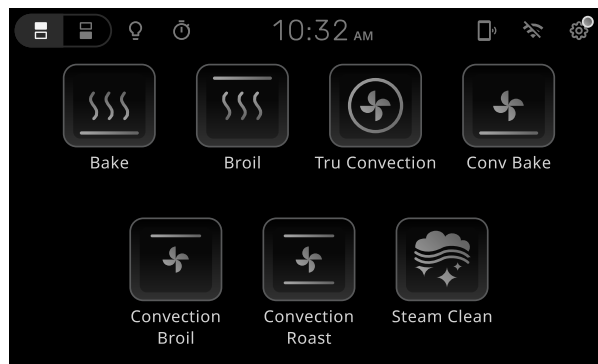 10:32 AM
Bake
Broil
Tru Convection
Conv Bake
Convection
Broil
Convection
Roast
Steam Clean